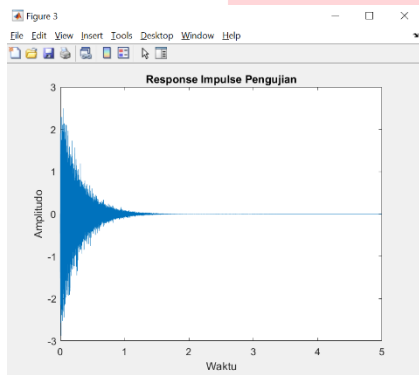 Figure 3
File Edit View Insert Tools Desktop Window Help
Response Impulse Pengujian
3
2
1
0
-1
-2
-3
Amplitudo
0 1 2 3 4 5
Waktu